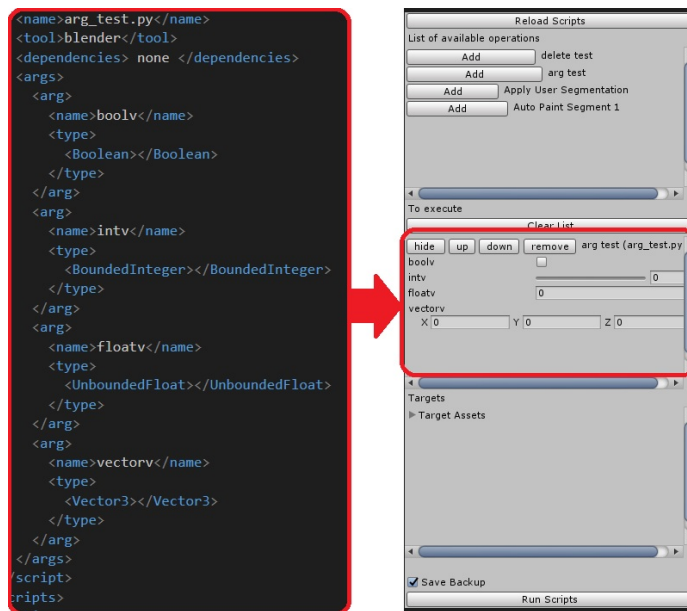 <name>arg_test.py</name>
<tool>blender</tool>
<dependencies> none </dependencies>
<args>
<arg>
<name>boolv</name>
<type>
<Boolean></Boolean>
</type>
</arg>
<arg>
<name>intv</name>
<type>
<BoundedInteger></BoundedInteger>
</type>
</arg>
<arg>
<name>floatv</name>
<type>
<UnboundedFloat></UnboundedFloat>
</type>
</arg>
<arg>
<name>vectorv</name>
<type>
<Vector3></Vector3>
</type>
</arg>
</args>
/script>
cripts>
Reload Scripts
List of available operations
Add delete test
Add arg test
Add Apply User Segmentation
Add Auto Paint Segment 1
To execute
Clear List
hide up down remove arg test (arg_test.py
boolv
intv 0
floatv 0
vectorv
X 0 Y 0 Z 0
Targets
Target Assets
Save Backup
Run Scripts